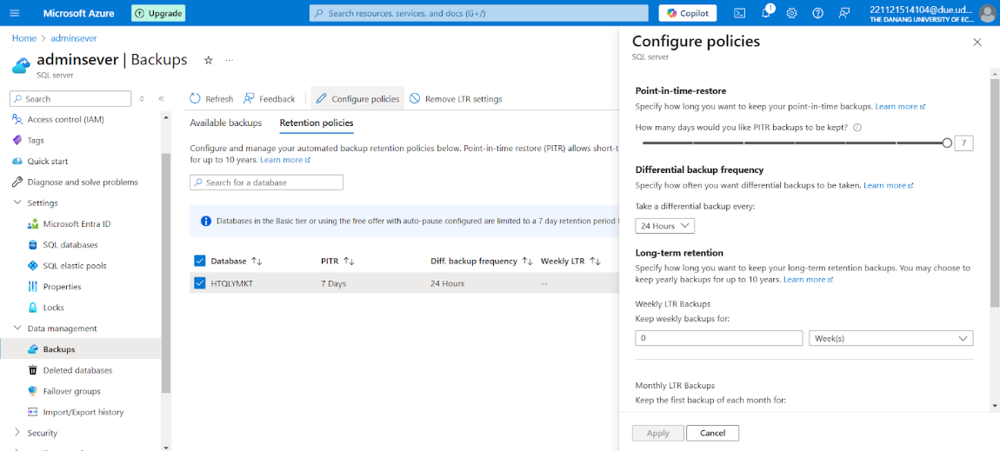 Microsoft Azure
Upgrade
Search resources, services, and docs (G+/)
Copilot
1
221121514104@due.ud...
THE DANANG UNIVERSITY OF EC...
Home > adminsever
adminsever | Backups
SQL server
Search
Access control (IAM)
Tags
Quick start
Diagnose and solve problems
Settings
Microsoft Entra ID
SQL databases
SQL elastic pools
Properties
Locks
Data management
Backups
Deleted databases
Failover groups
Import/Export history
Security
Refresh
Feedback
Configure policies
Remove LTR settings
Available backups
Retention policies
Configure and manage your automated backup retention policies below. Point-in-time restore (PITR) allows short-t
for up to 10 years. Learn more
Search for a database
Databases in the Basic tier or using the free offer with auto-pause configured are limited to a 7 day retention period f
Database PITR Diff. backup frequency Weekly LTR
HTQLYMKT 7 Days 24 Hours --
Configure policies
SQL server
Point-in-time-restore
Specify how long you want to keep your point-in-time backups. Learn more
How many days would you like PITR backups to be kept?
7
Differential backup frequency
Specify how often you want differential backups to be taken. Learn more
Take a differential backup every:
24 Hours
Long-term retention
Specify how long you want to keep your long-term retention backups. You may choose to
keep yearly backups for up to 10 years. Learn more
Weekly LTR Backups
Keep weekly backups for:
0
Week(s)
Monthly LTR Backups
Keep the first backup of each month for:
Apply
Cancel